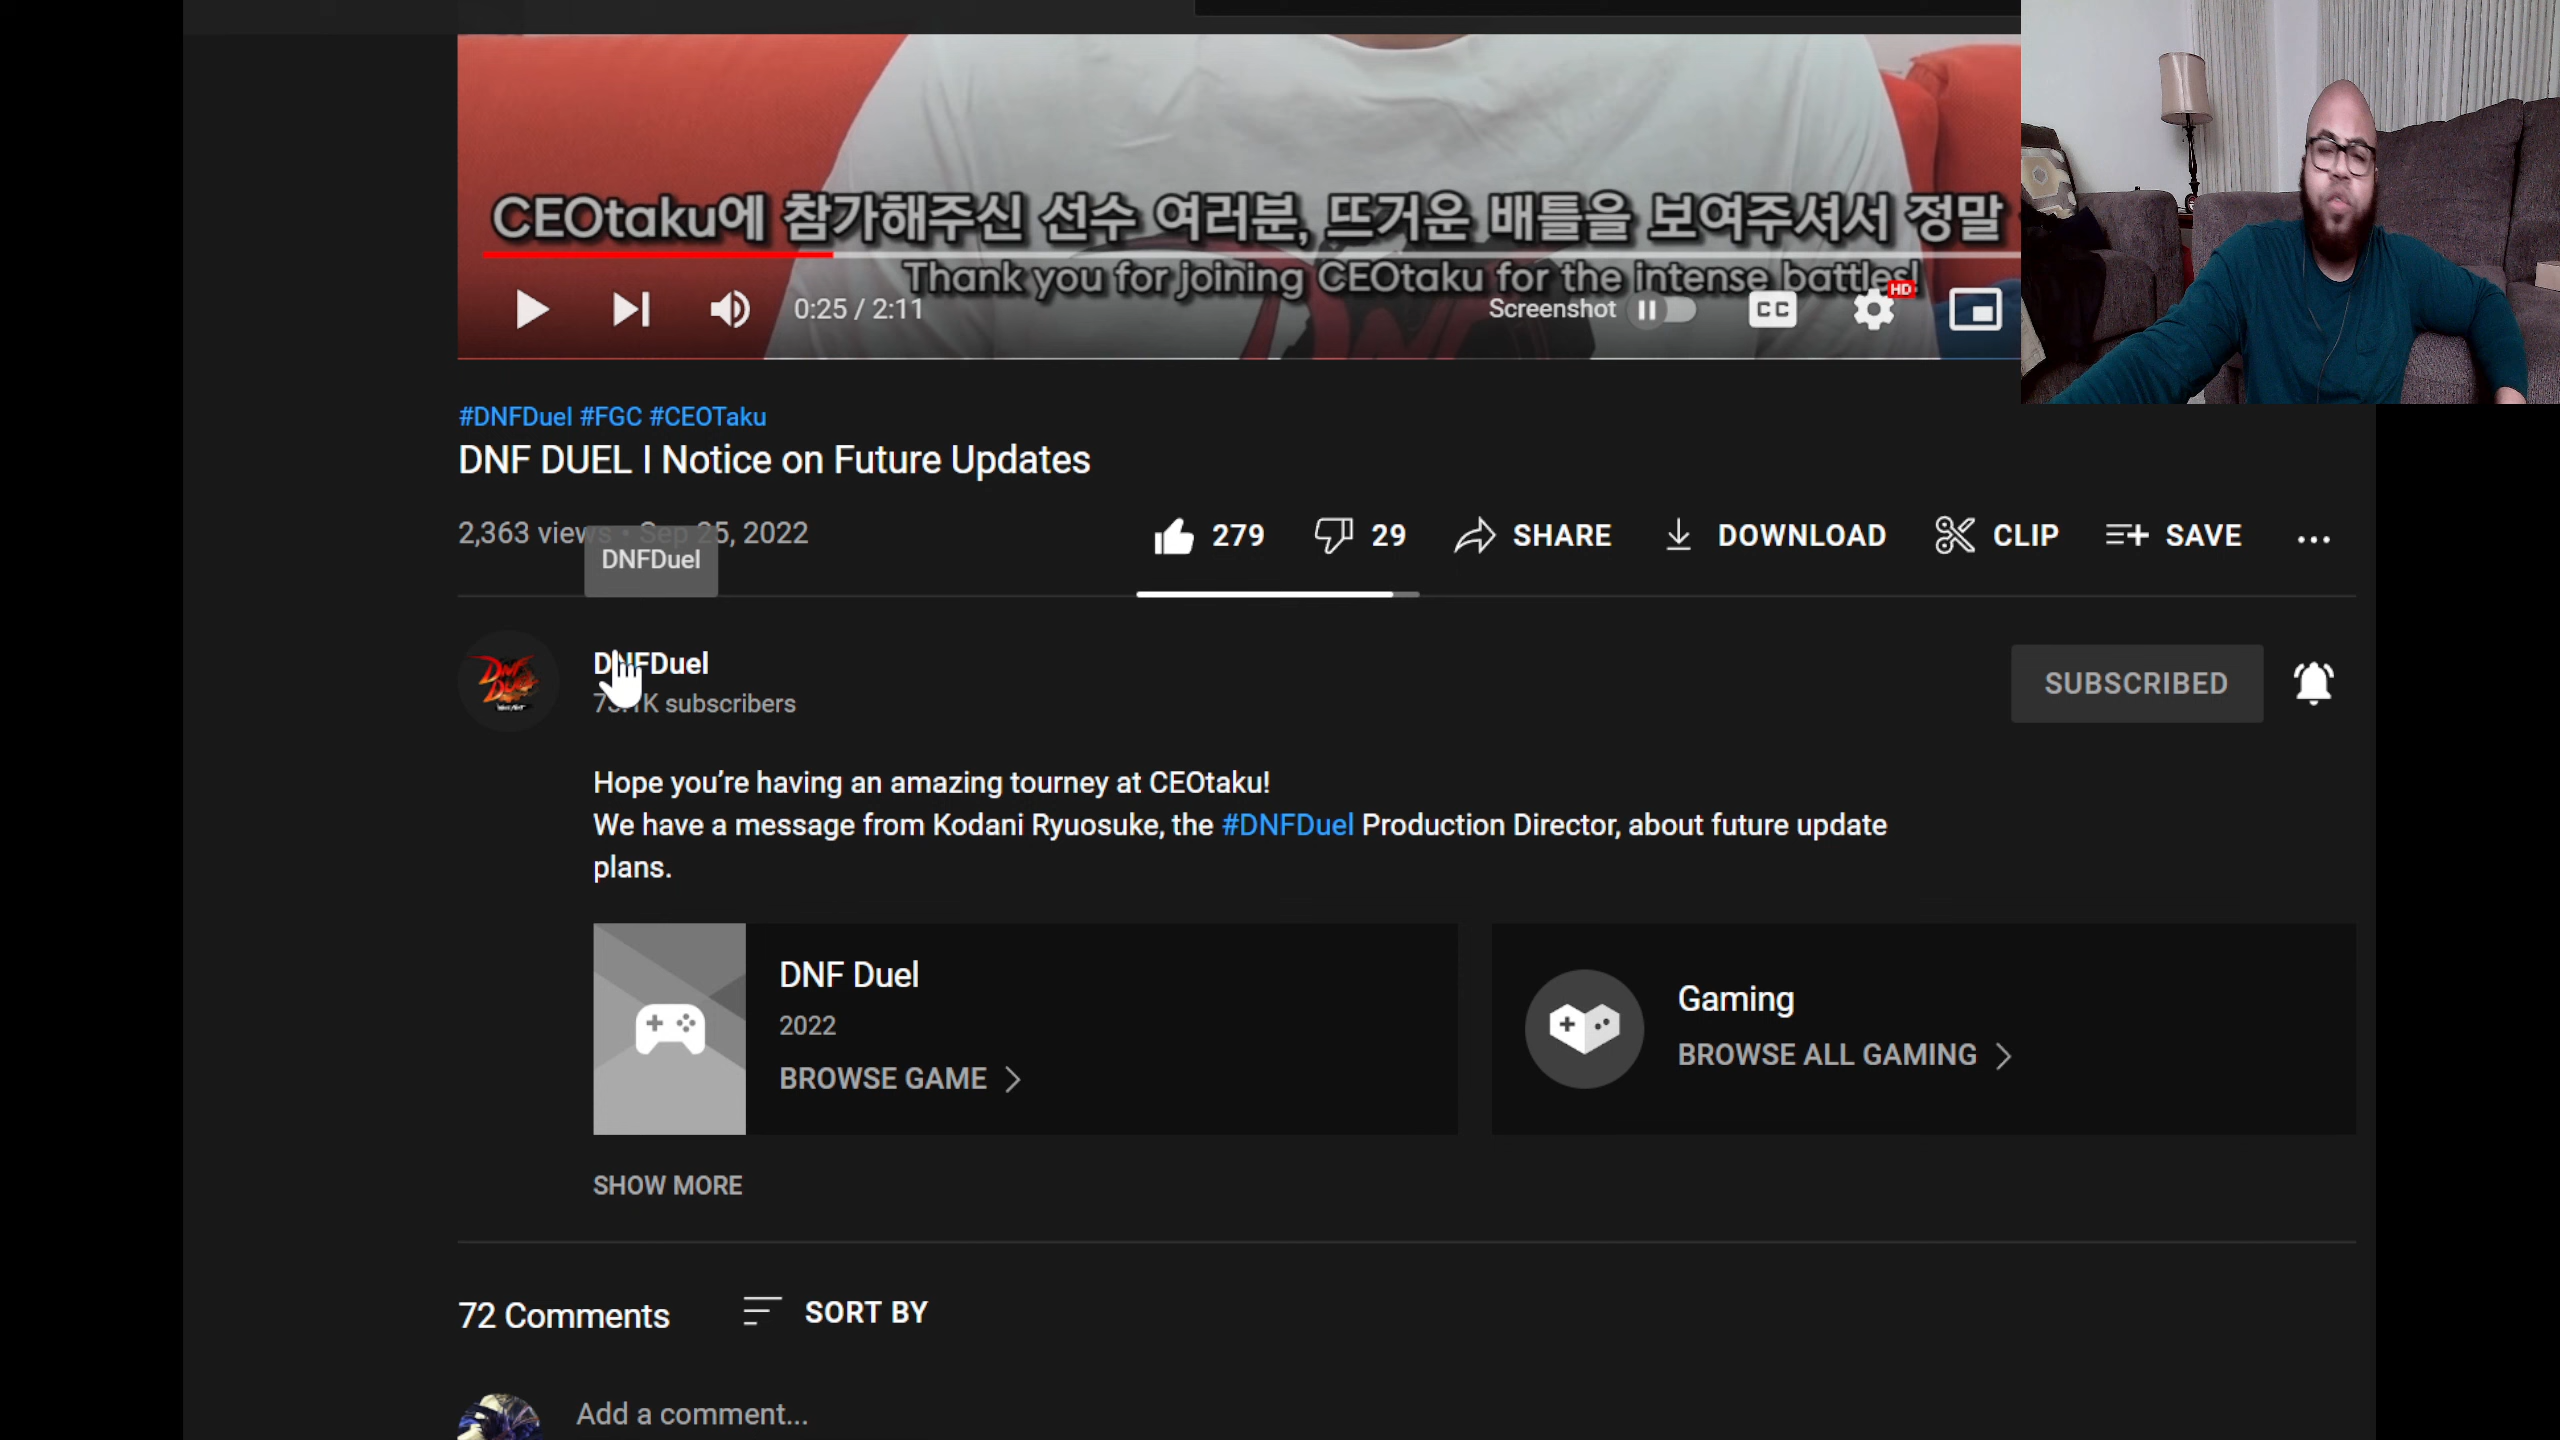 CEOtaku에 참가해주신 선수 여러분, 뜨거운 배틀을 보여주셔서 정말
Thank you for joining CEOtaku for the intense battles!
0:25 / 2:11
Screenshot
CC
HD
#DNFDuel #FGC #CEOTaku
DNF DUEL I Notice on Future Updates
2,363 views • Sep 25, 2022
279
29
SHARE
DOWNLOAD
CLIP
SAVE
...
DNFDuel
DNF DUEL
DNFDuel
subscribers
SUBSCRIBED
Hope you’re having an amazing tourney at CEOtaku!
We have a message from Kodani Ryuosuke, the #DNFDuel Production Director, about future update
plans.
DNF Duel
2022
BROWSE GAME
Gaming
BROWSE ALL GAMING
SHOW MORE
72 Comments
SORT BY
Add a comment...